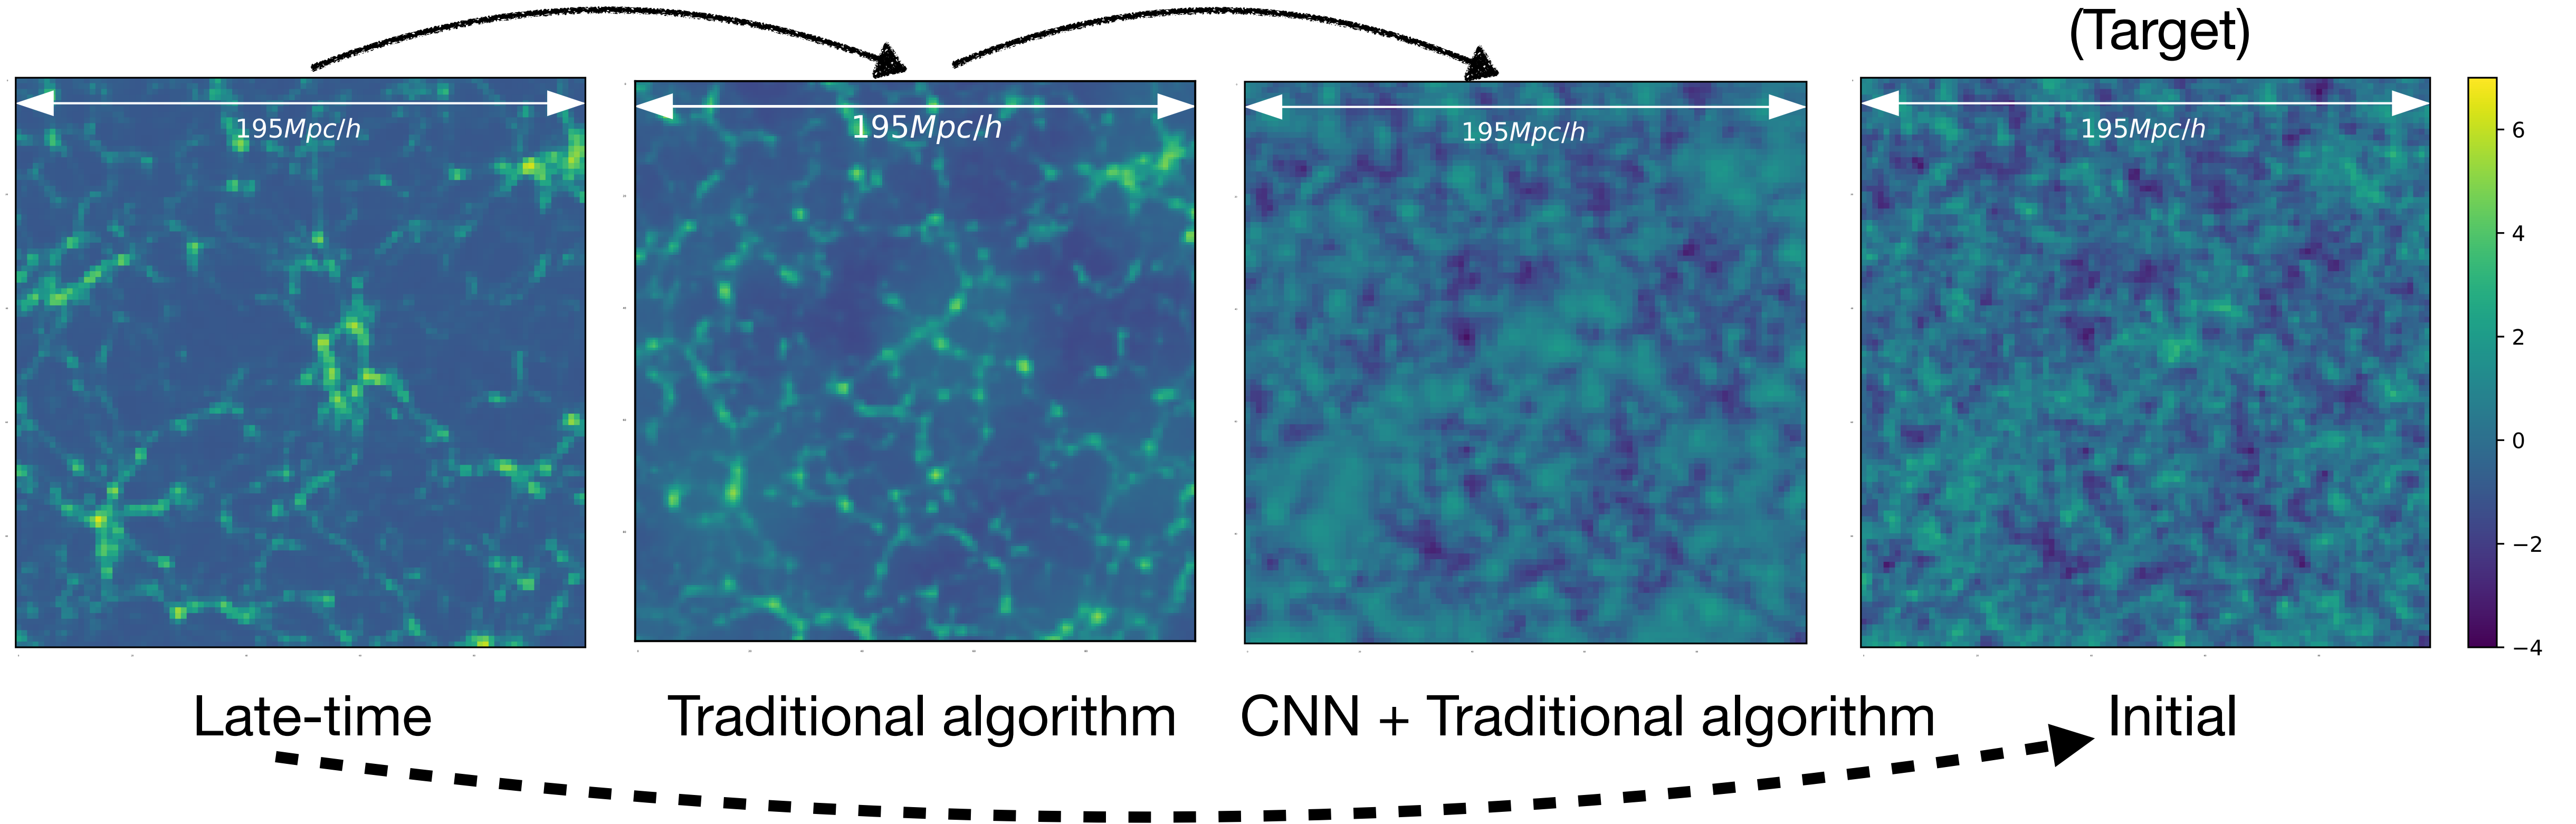 (Target)
195Mpc/h
195Mpc/h
195Mpc/h
195Mpc/h
6
4
2
0
−2
−4
Late-time
Traditional algorithm
CNN + Traditional algorithm
Initial